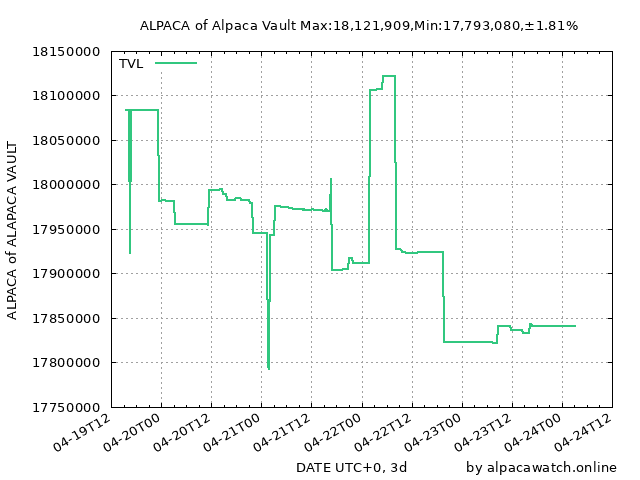 ALPACA of Alpaca Vault Max:18,121,909,Min:17,793,080,±1.81%
TVL
ALPACA of ALAPACA VAULT
18150000
18100000
18050000
18000000
17950000
17900000
17850000
17800000
17750000
04-19T12
04-20T00
04-20T12
04-21T00
04-21T12
04-22T00
04-22T12
04-23T00
04-23T12
04-24T00
04-24T12
DATE UTC+0, 3d
by alpacawatch.online